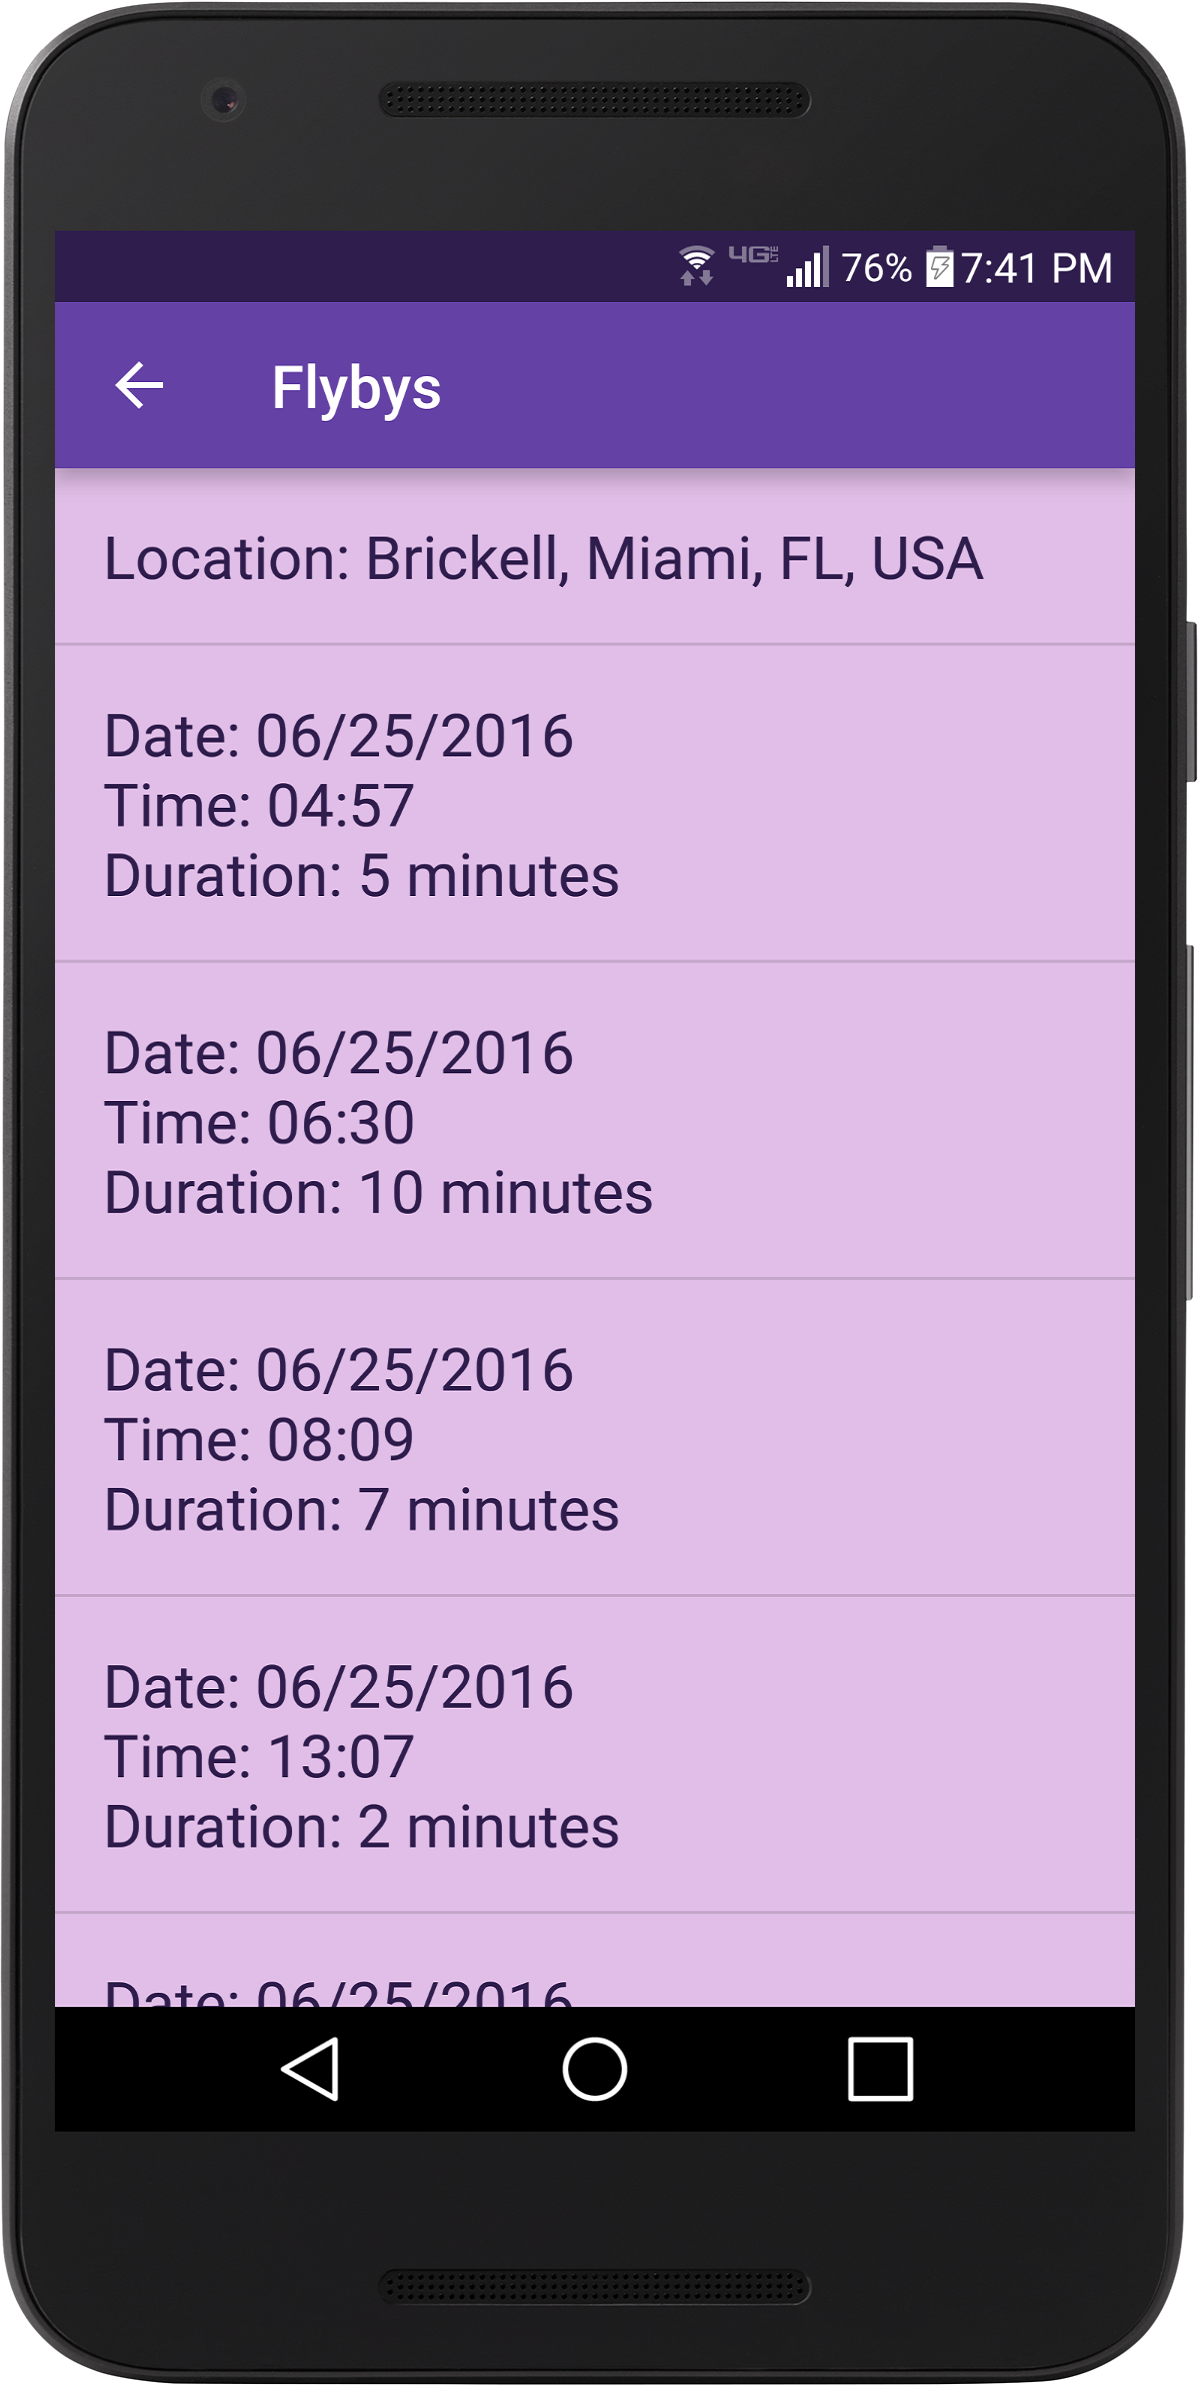 4G LTE 76% 7:41 PM
Flybys
Location: Brickell, Miami, FL, USA
Date: 06/25/2016
Time: 04:57
Duration: 5 minutes
Date: 06/25/2016
Time: 06:30
Duration: 10 minutes
Date: 06/25/2016
Time: 08:09
Duration: 7 minutes
Date: 06/25/2016
Time: 13:07
Duration: 2 minutes
Date: 06/25/2016